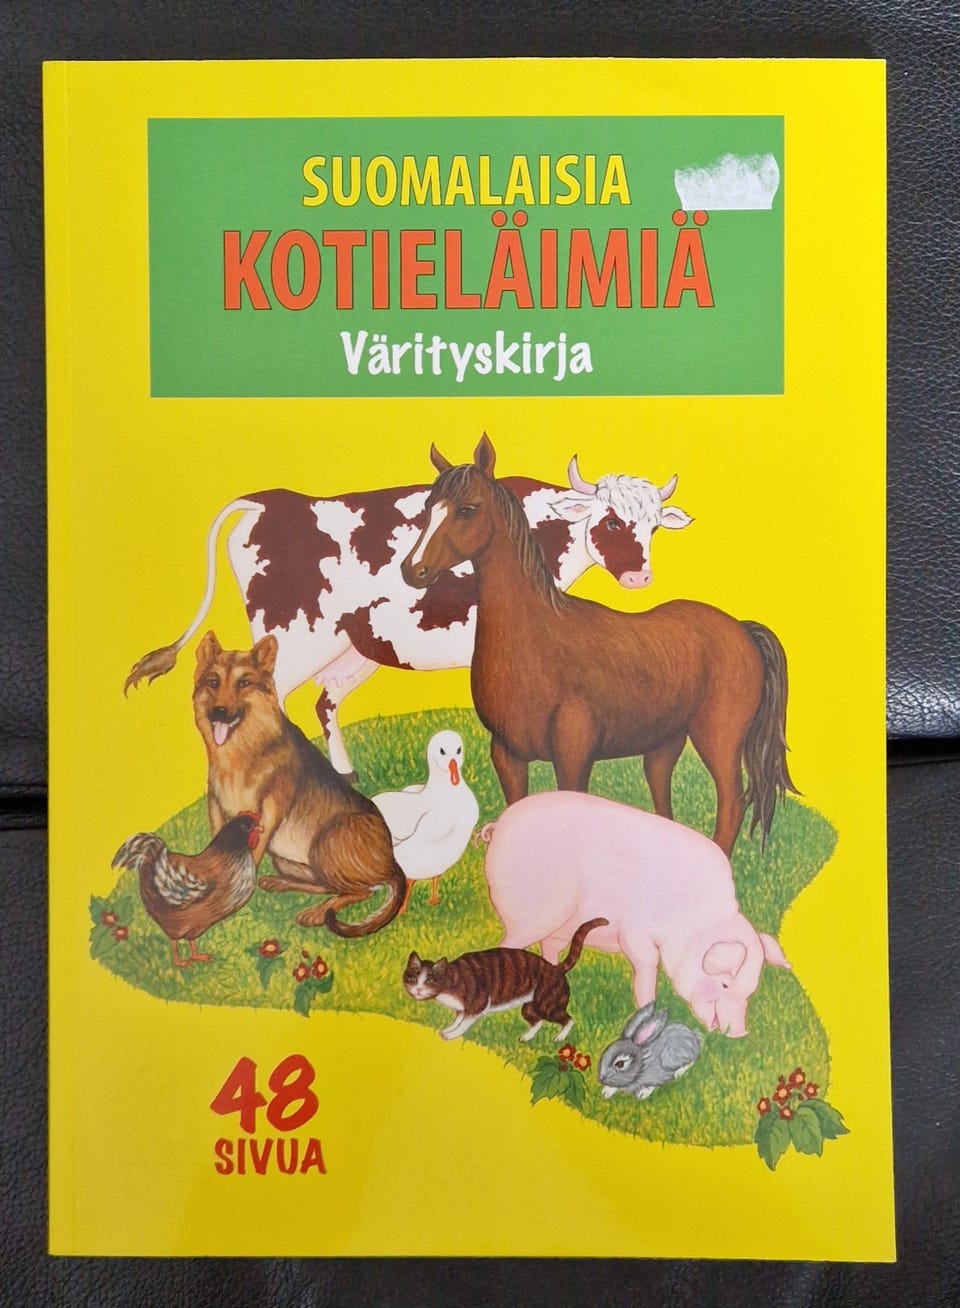 SUOMALAISIA
KOTIELÄIMIÄ
Värityskirja
48
SIVUA